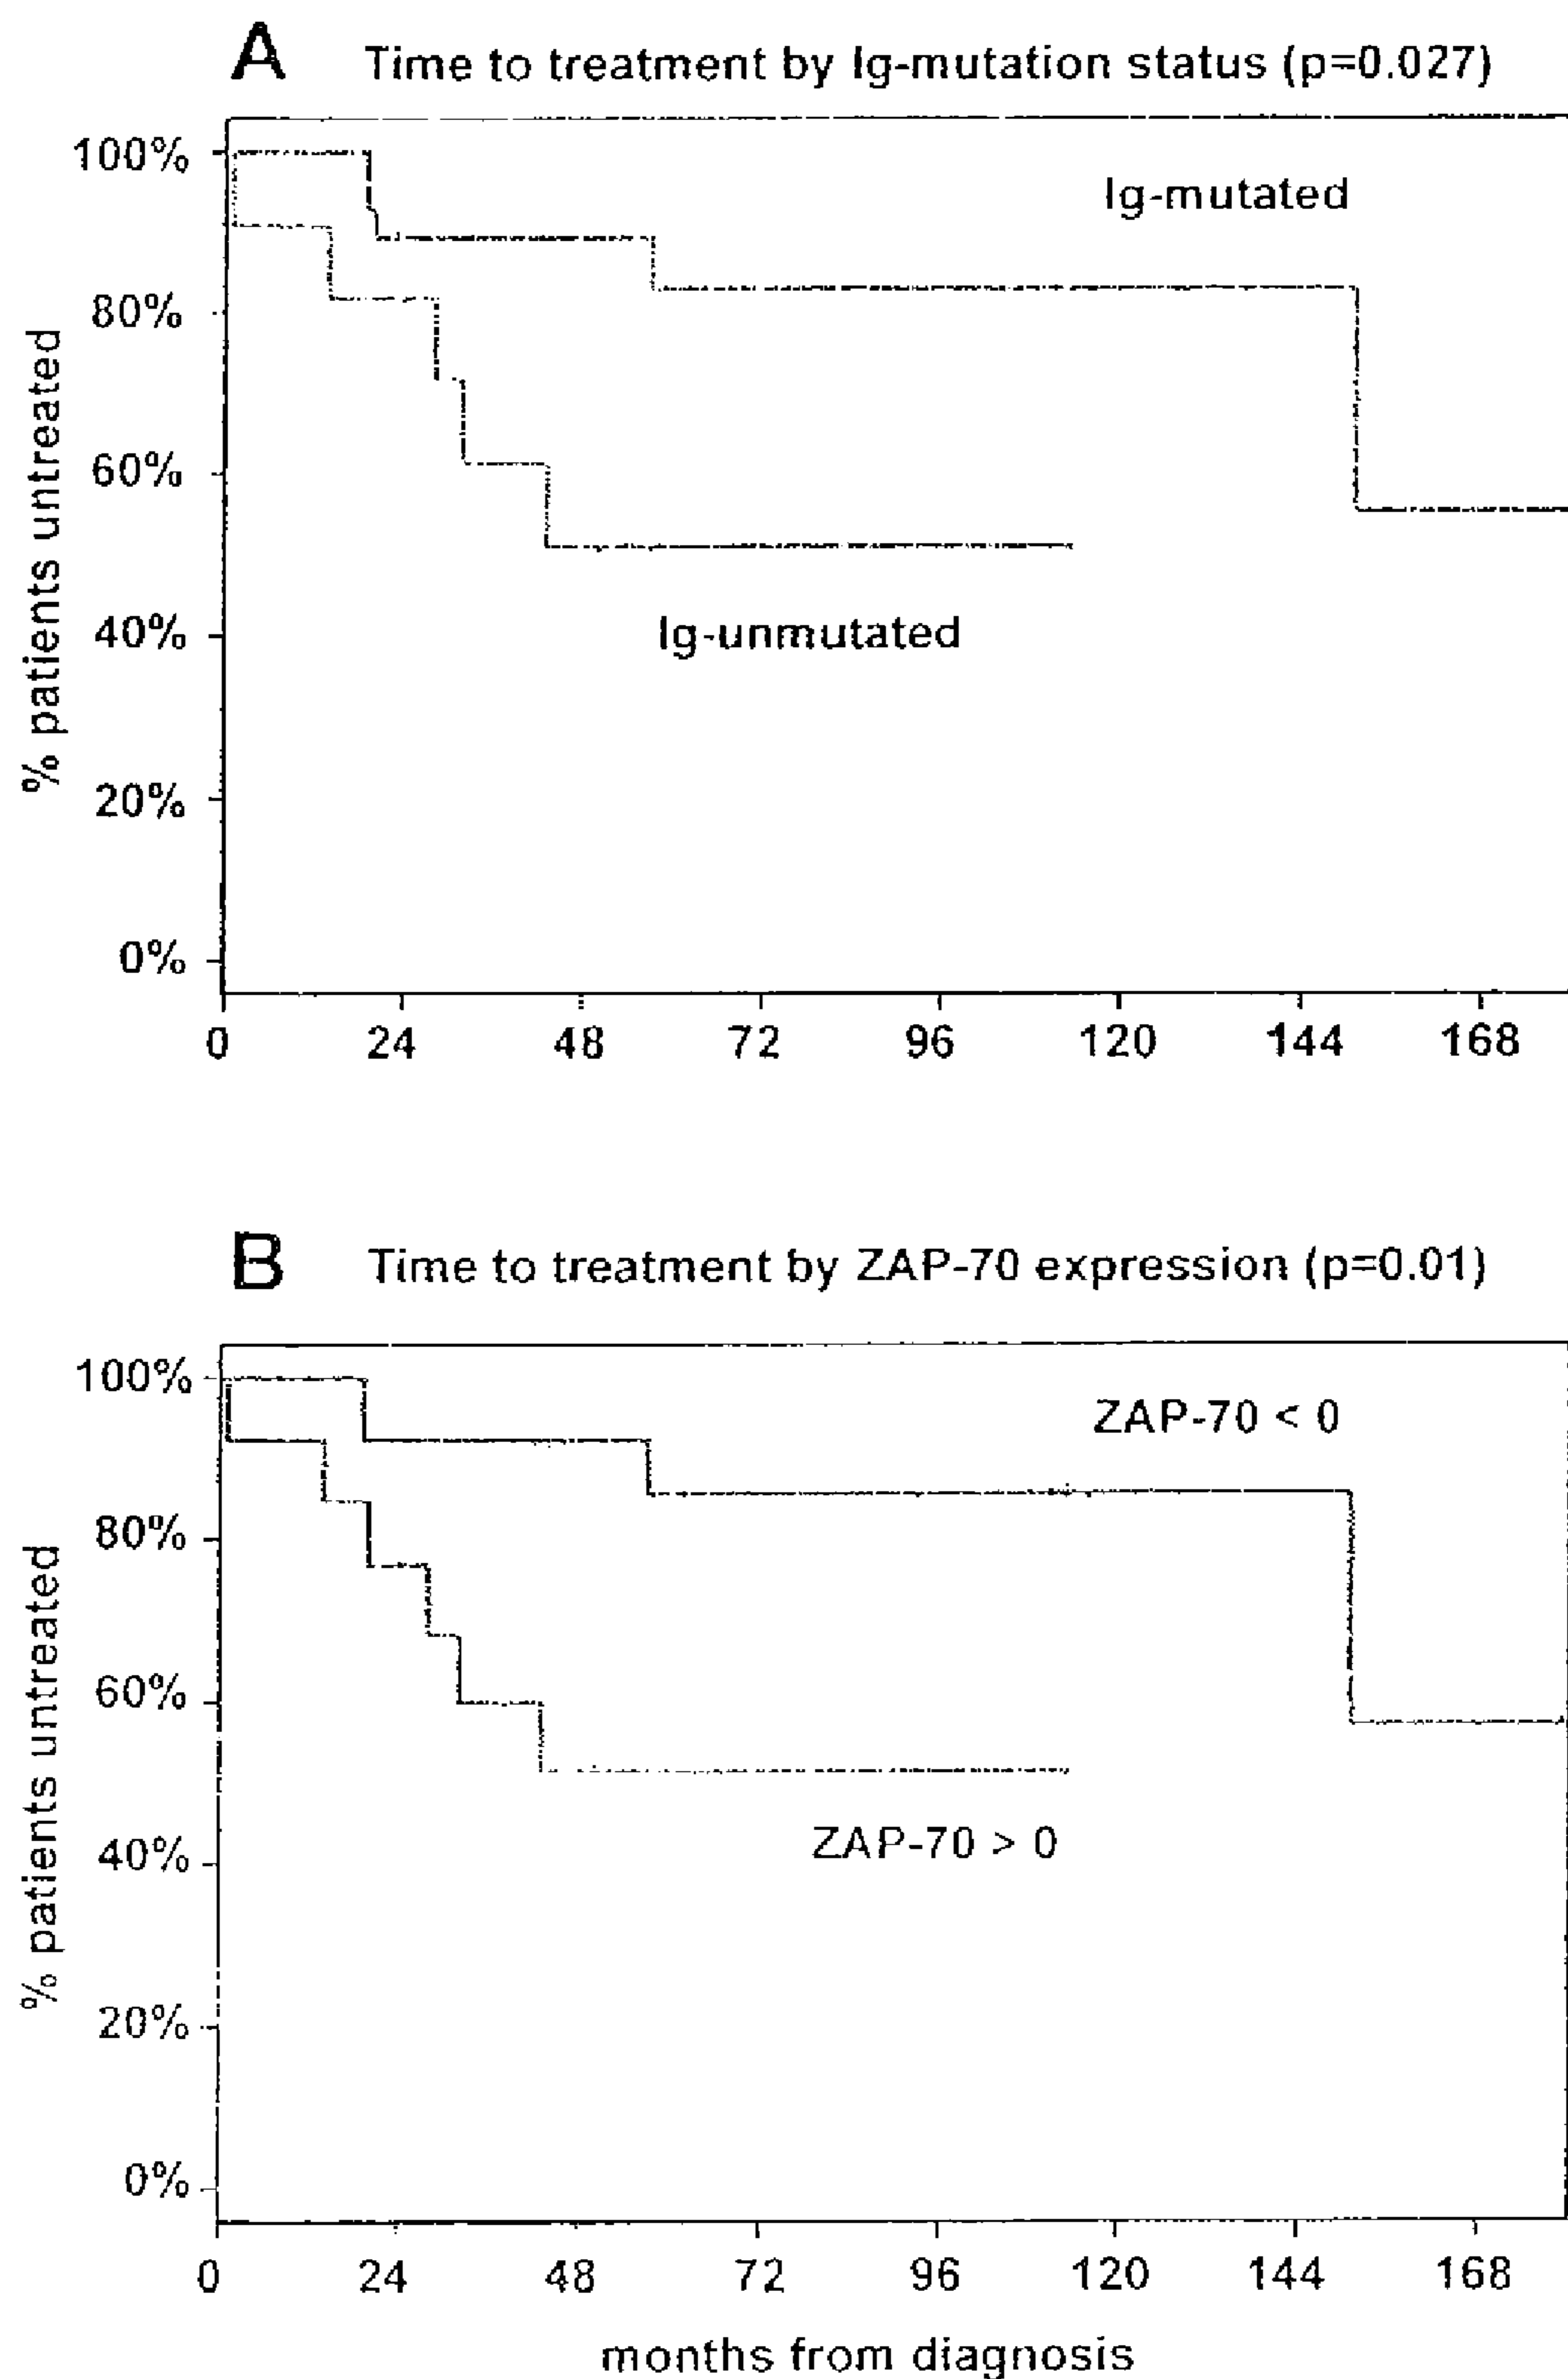 A Time to treatment by Ig-mutation status (p=0.027)
100%
80%
60%
40%
20%
0%
% patients untreated
Ig-mutated
Ig-unmutated
0 24 48 72 96 120 144 168
B Time to treatment by ZAP-70 expression (p=0.01)
100%
80%
60%
40%
20%
0%
% patients untreated
ZAP-70 < 0
ZAP-70 > 0
0 24 48 72 96 120 144 168
months from diagnosis